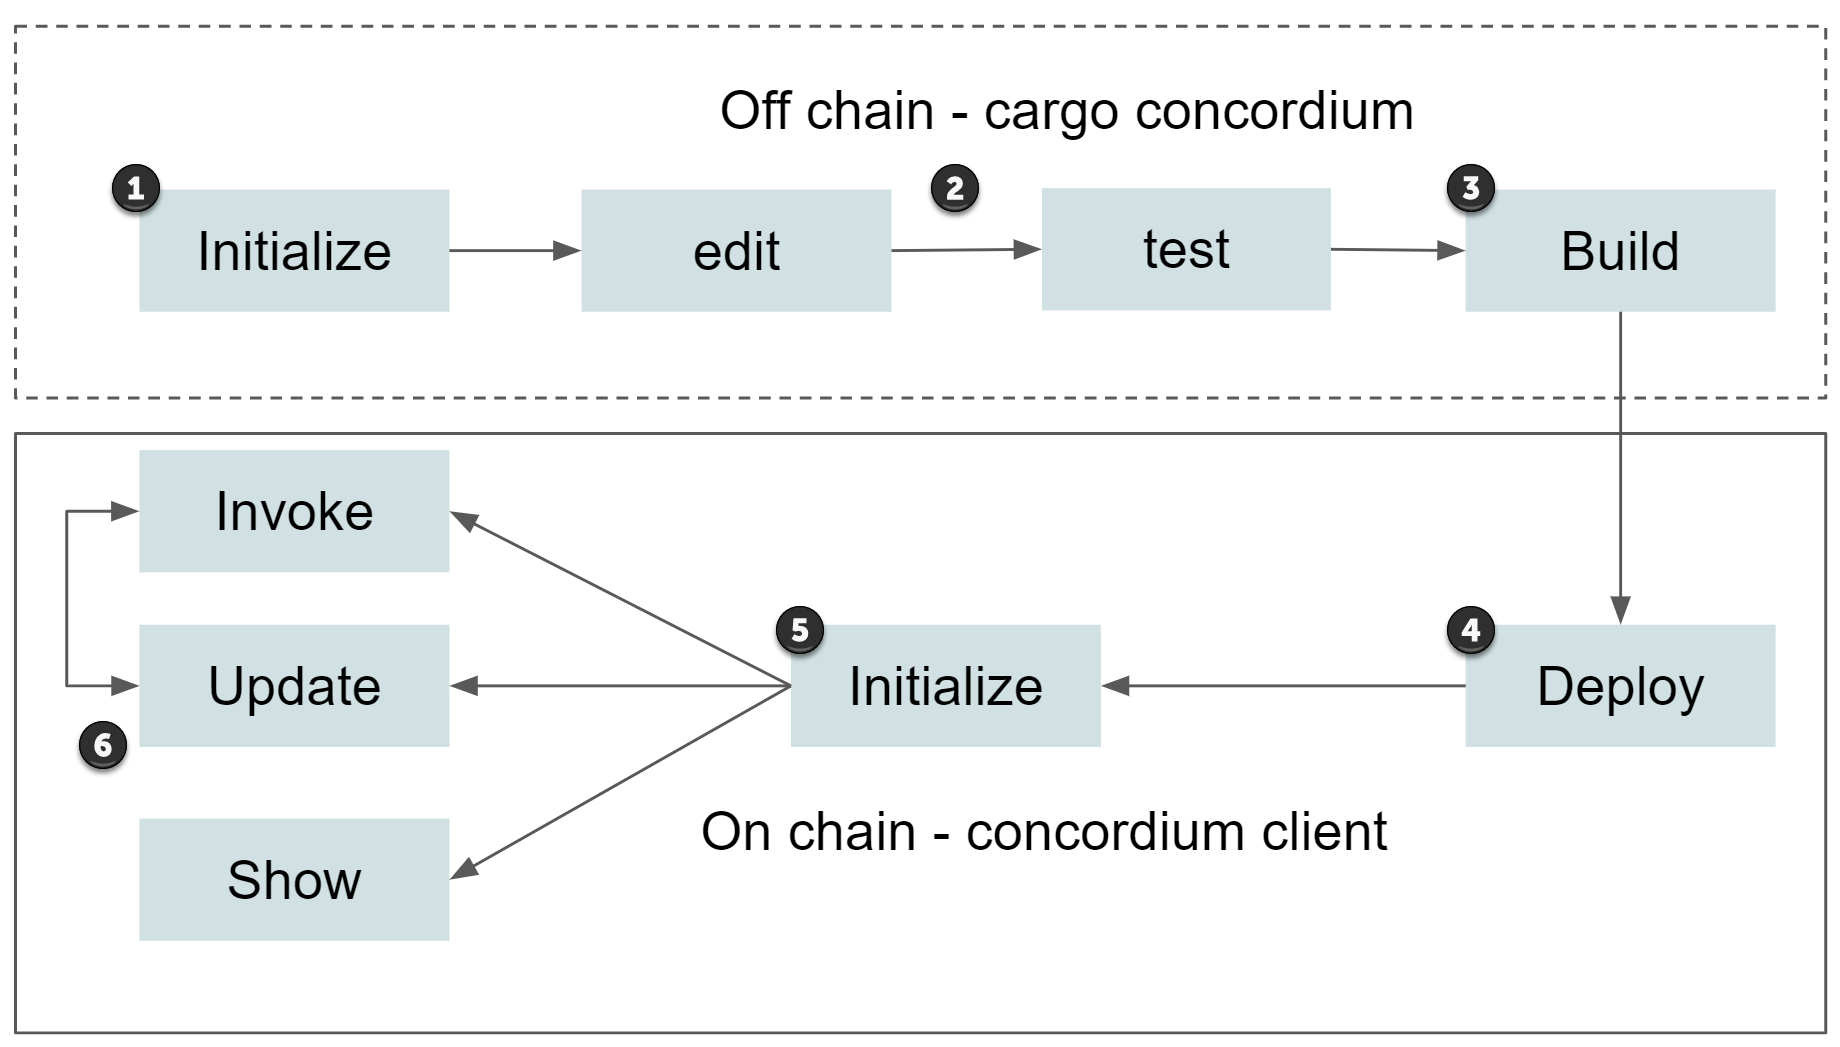 Off chain - cargo concordium
1
Initialize
edit
2
test
3
Build
Invoke
Update
6
Show
5
Initialize
4
Deploy
On chain - concordium client